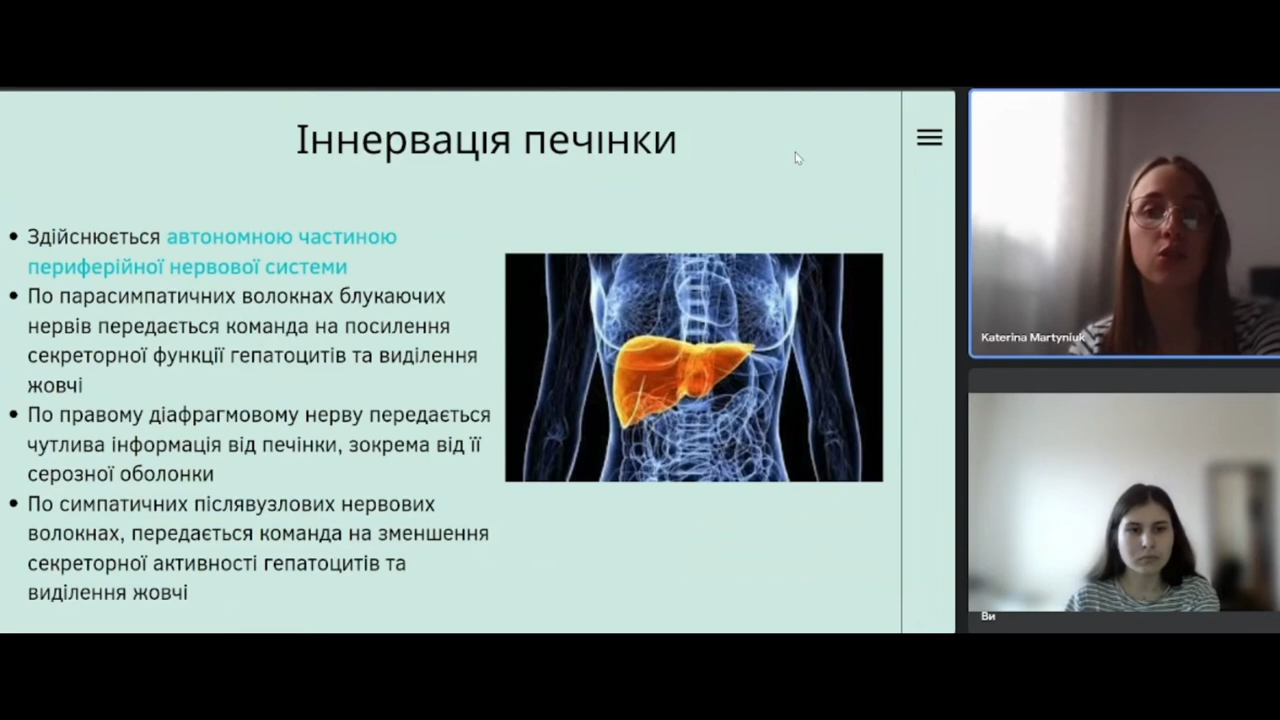 Іннервація печінки
• Здійснюється автономною частиною
периферійної нервової системи
• По парасимпатичних волокнах блукаючих
нервів передається команда на посилення
секреторної функції гепатоцитів та виділення
жовчі
• По правому діафрагмовому нерву передається
чутлива інформація від печінки, зокрема від її
серозної оболонки
• По симпатичних післявузлових нервових
волокнах, передається команда на зменшення
секреторної активності гепатоцитів та
виділення жовчі
Katerina Martyniuk
Ви